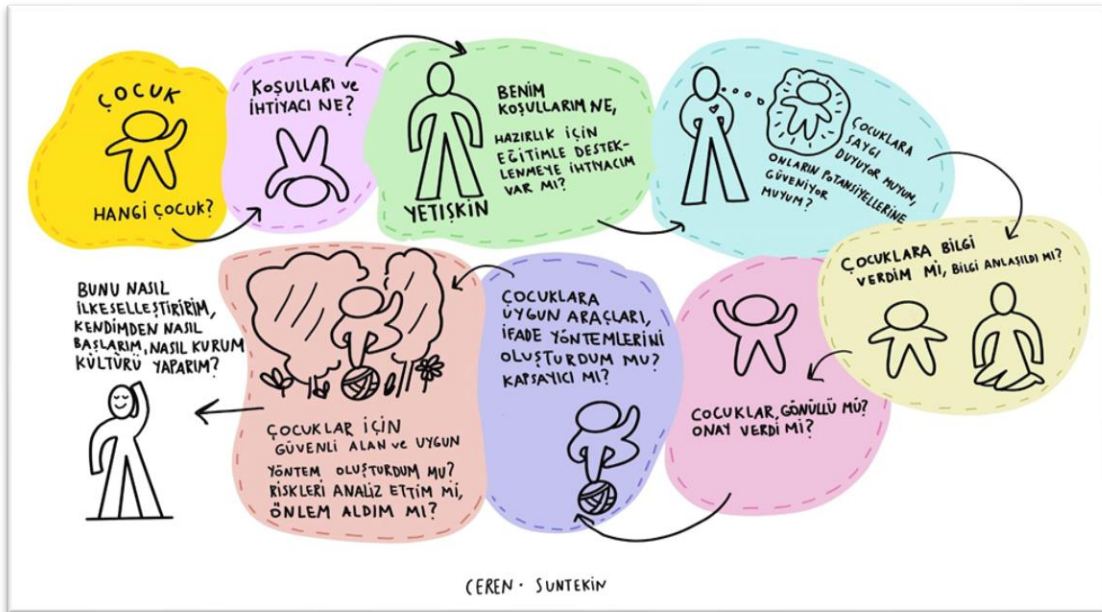 ÇOCUK
HANGİ ÇOCUK?
KOŞULLARI ve
İHTİYACI NE?
YETİŞKİN
BENİM
KOŞULLARIM NE,
HAZIRLIK İÇİN
EĞİTİMLE DESTEK-
LENMEYE İHTİYACIM
VAR MI?
ÇOCUKLARA
SAYGI
DUYUYOR MUYUM,
ONLARIN POTANSİYELLERİNE
GÜVENİYOR
MUYUM?
ÇOCUKLARA BİLGİ
VERDİM Mİ, BİLGİ ANLAŞILDI MI?
ÇOCUKLAR, GÖNÜLLÜ MÜ?
ONAY VERDİ Mİ?
ÇOCUKLARA
UYGUN ARAÇLARI,
İFADE YÖNTEMLERİNİ
OLUŞTURDUM MU?
KAPSAYICI MI?
ÇOCUKLAR İÇİN
GÜVENLİ ALAN ve UYGUN
YÖNTEM OLUŞTURDUM MU?
RİSKLERİ ANALİZ ETTİM Mİ,
ÖNLEM ALDIM MI?
BUNU NASIL
İLKESELLEŞTİRİRİM,
KENDİMDEN NASIL
BAŞLARIM, NASIL KURUM
KÜLTÜRÜ YAPARIM?
CEREN · SUNTEKİN